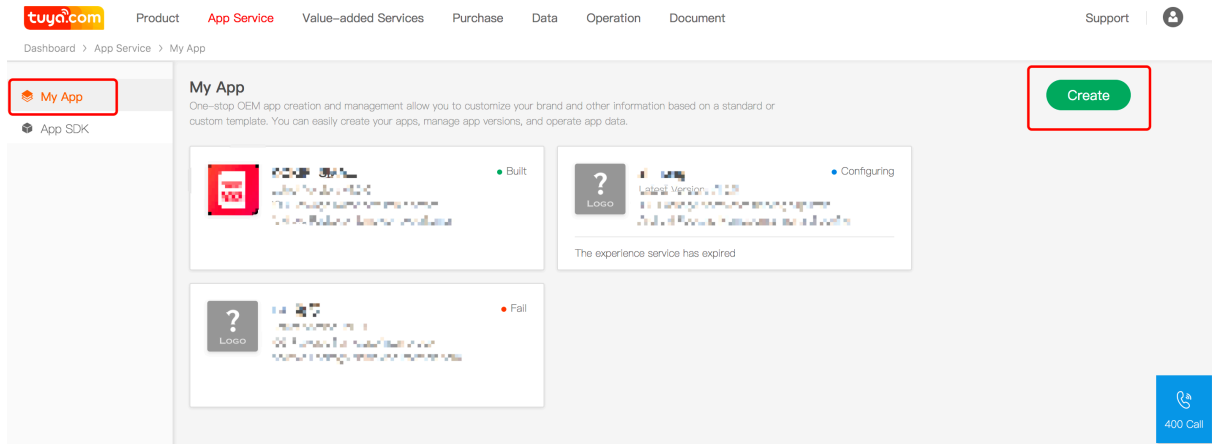 tuya.com Product App Service Value-added Services Purchase Data Operation Document Support
Dashboard > App Service > My App
My App
App SDK
My App
One-stop OEM app creation and management allow you to customize your brand and other information based on a standard or
custom template. You can easily create your apps, manage app versions, and operate app data.
Create
Built
? LOGO
Latest Version
Configuring
The experience service has expired
? LOGO
Fail
400 Call